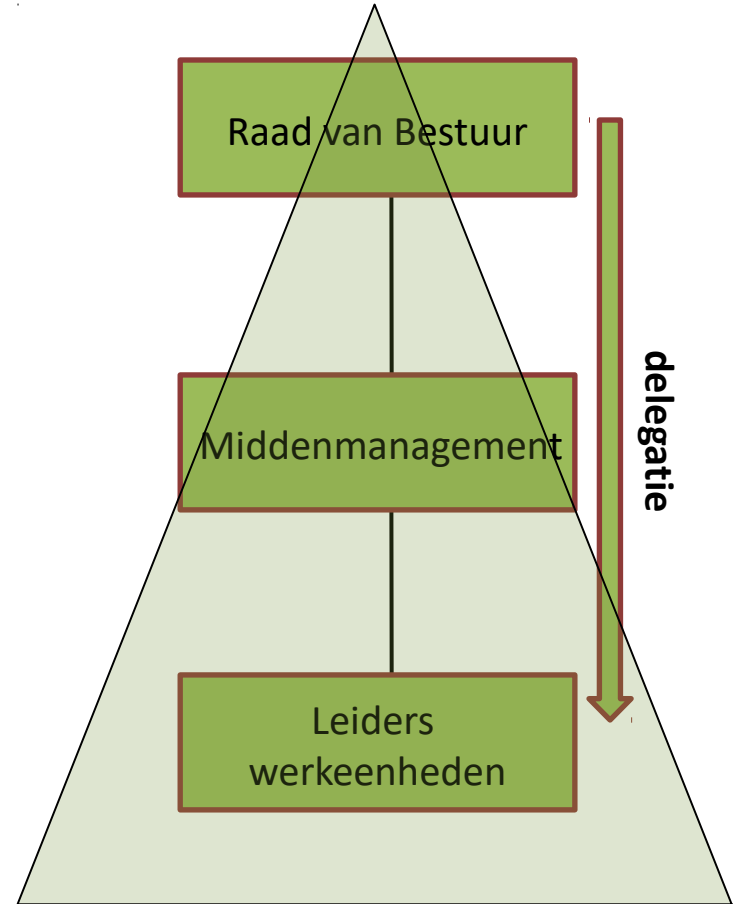 Raad van Bestuur
Middenmanagement
delegatie
Leiders
werkeenheden